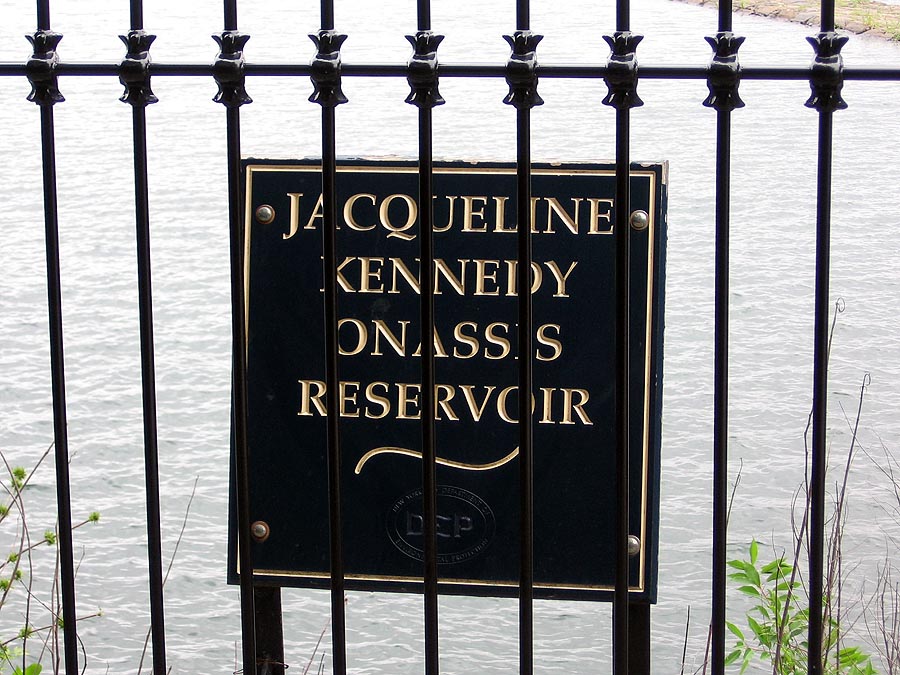 JACQUELINE
KENNEDY
ONASSIS
RESERVOIR
DEP